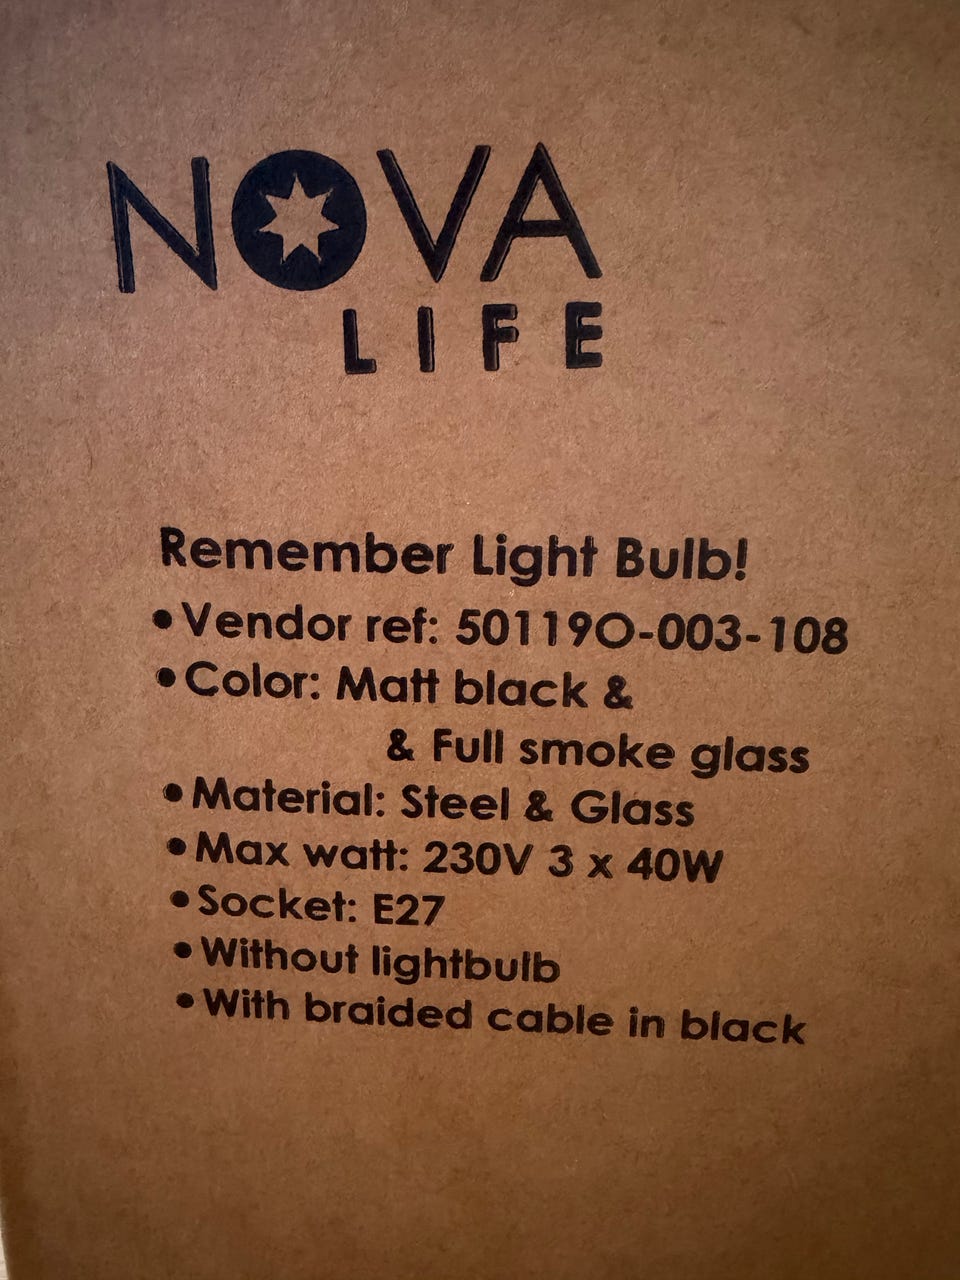 NOVA
LIFE
Remember Light Bulb!
•Vendor ref: 501190-003-108
•Color: Matt black &
& Full smoke glass
•Material: Steel & Glass
•Max watt: 230V 3 x 40W
•Socket: E27
•Without lightbulb
•With braided cable in black